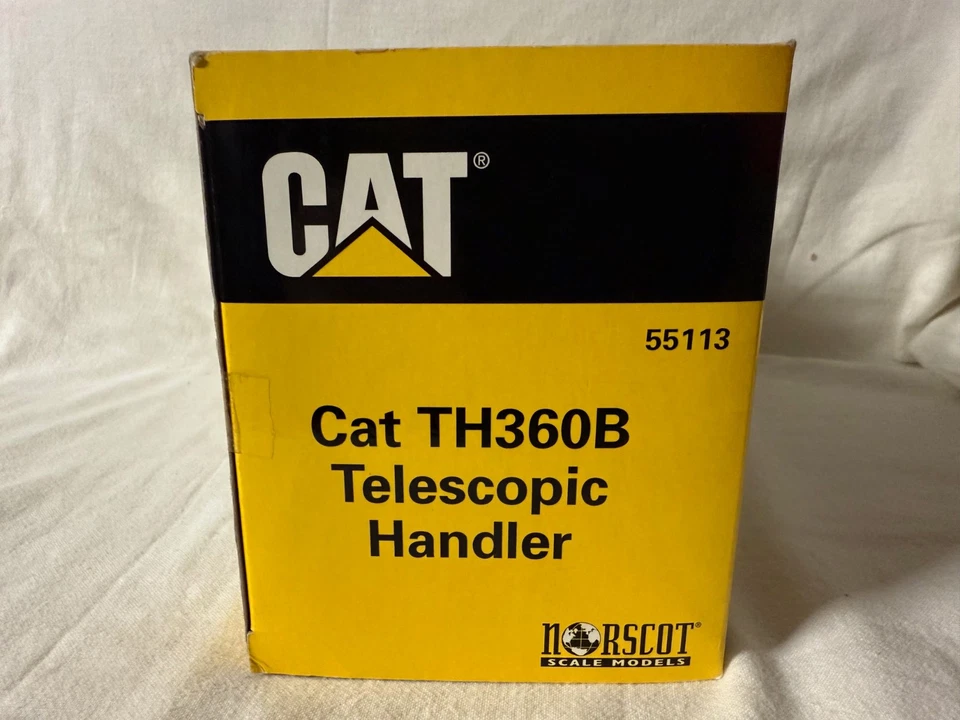 CAT®
55113
Cat TH360B
Telescopic
Handler
NORSCOT®
SCALE MODELS